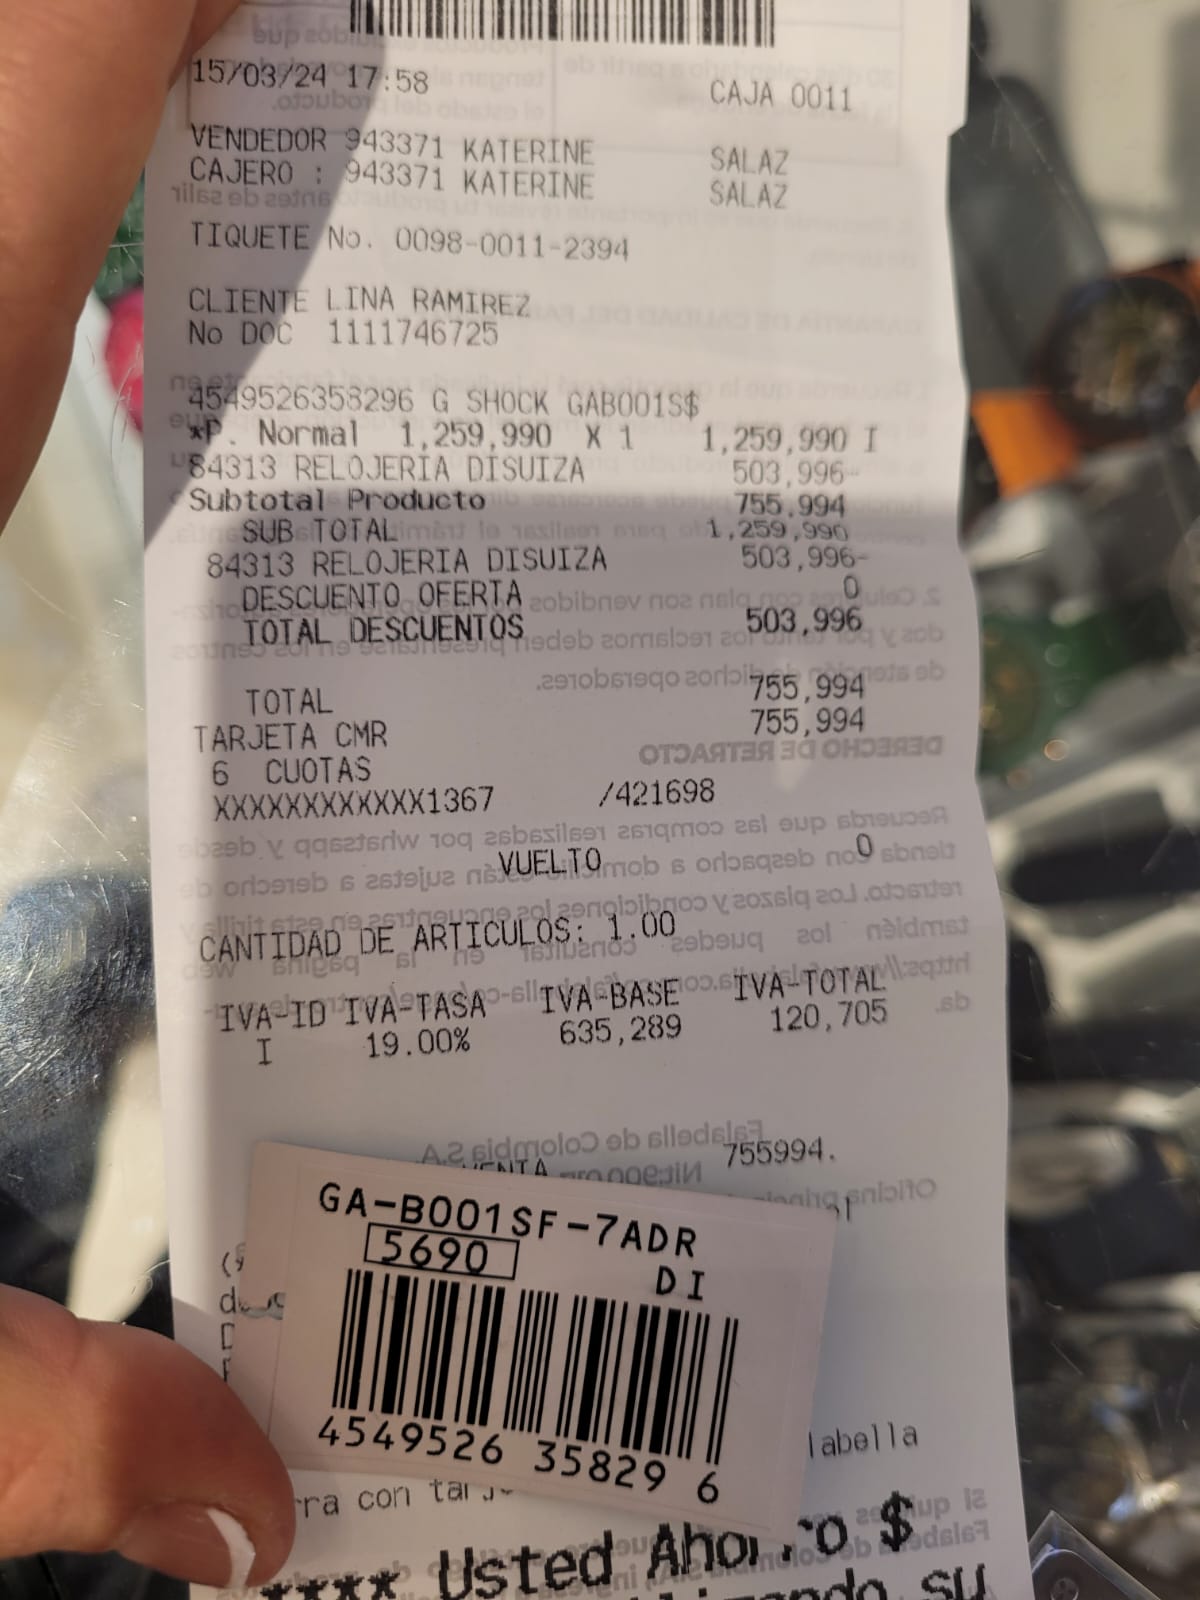 15/03/24 17:58 CAJA 0011
VENDEDOR 943371 KATERINE SALAZ
CAJERO : 943371 KATERINE SALAZ
TIQUETE No. 0098-0011-2394
CLIENTE LINA RAMIREZ
No DOC 1111746725
4549526358296 G SHOCK GAB001S$
*P. Normal 1,259,990 X 1 1,259,990 I
84313 RELOJERIA DISUIZA 503,996-
Subtotal Producto 755,994
SUB TOTAL 1,259,990
84313 RELOJERIA DISUIZA 503,996-
DESCUENTO OFERTA 0
TOTAL DESCUENTOS 503,996
TOTAL 755,994
TARJETA CMR 755,994
6 CUOTAS
XXXXXXXXXXXX1367 /421698
VUELTO 0
CANTIDAD DE ARTICULOS: 1.00
IVA-ID IVA-TASA IVA-BASE IVA-TOTAL
I 19.00% 635,289 120,705
755994.
GA-B001SF-7ADR
5690
DI
4549526 35829 6
con
**** Usted Ahorro $
su